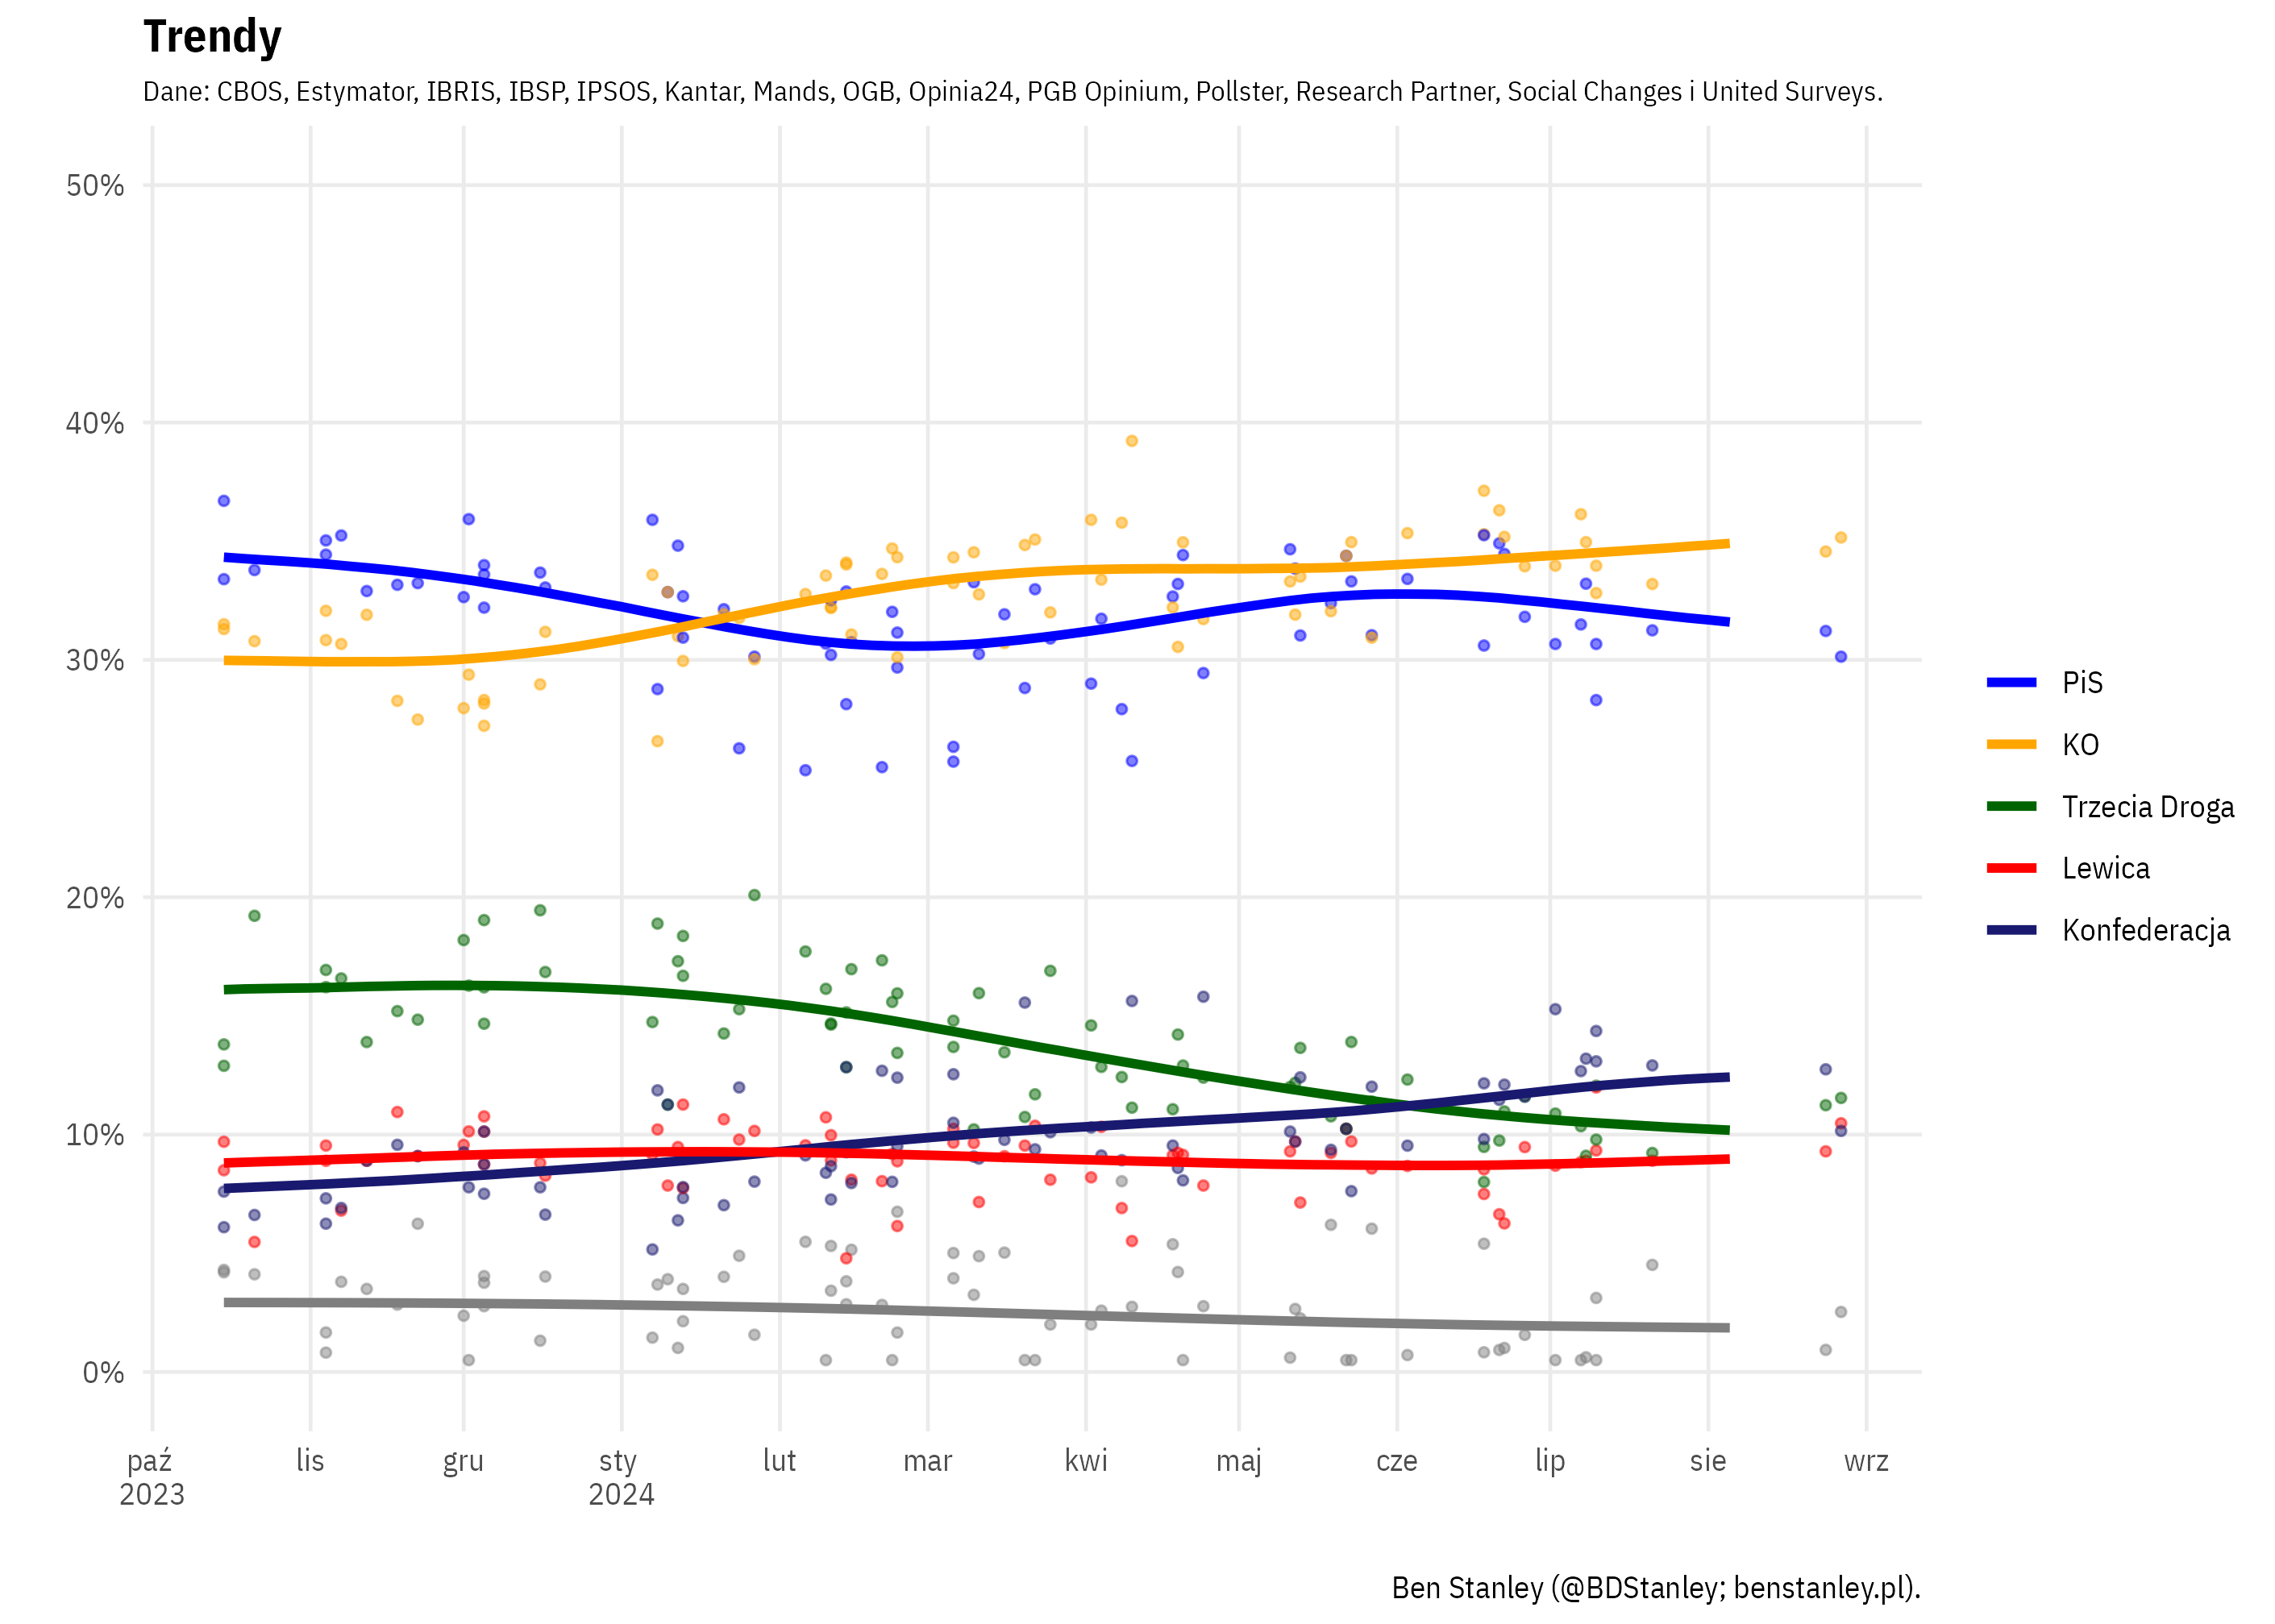 Trendy
Dane: CBOS, Estymator, IBRIS, IBSP, IPSOS, Kantar, Mands, OGB, Opinia24, PGB Opinium, Pollster, Research Partner, Social Changes i United Surveys.
50%
40%
30%
20%
10%
0%
PiS
KO
Trzecia Droga
Lewica
Konfederacja
paź lis gru sty lut mar kwi maj cze lip sie wrz
2023 2024
Ben Stanley (@BDStanley; benstanley.pl).